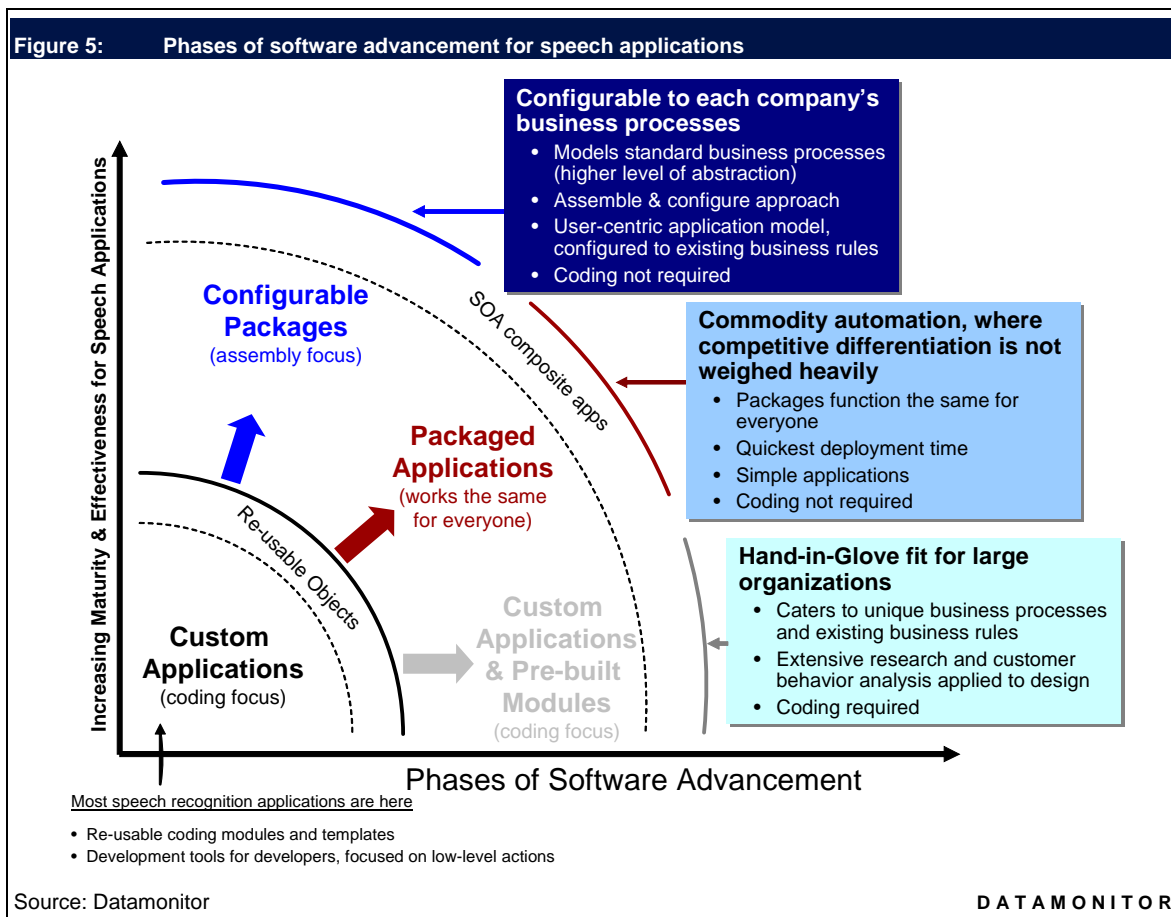 Figure 5: Phases of software advancement for speech applications
Increasing Maturity & Effectiveness for Speech Applications
Configurable to each company's
business processes
• Models standard business processes
(higher level of abstraction)
• Assemble & configure approach
• User-centric application model,
configured to existing business rules
• Coding not required
Configurable
Packages
(assembly focus)
SOA composite apps
Commodity automation, where
competitive differentiation is not
weighed heavily
• Packages function the same for
everyone
• Quickest deployment time
• Simple applications
• Coding not required
Packaged
Applications
(works the same
for everyone)
Re-usable Objects
Hand-in-Glove fit for large
organizations
• Caters to unique business processes
and existing business rules
• Extensive research and customer
behavior analysis applied to design
• Coding required
Custom
Applications
(coding focus)
Custom
Applications
& Pre-built
Modules
(coding focus)
Phases of Software Advancement
Most speech recognition applications are here
• Re-usable coding modules and templates
• Development tools for developers, focused on low-level actions
Source: Datamonitor
DATAMONITOR